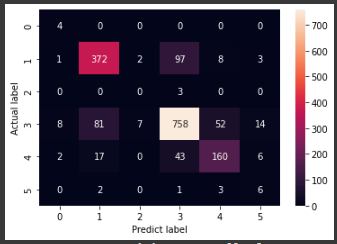 0 4 0 0 0 0 0 700
1 1 372 2 97 8 3 600
500
2 0 0 0 3 0 0 400
3 8 81 7 758 52 14 300
4 2 17 0 43 160 6 200
100
5 0 2 0 1 3 6 0
0 1 2 3 4 5
Actual label
Predict label